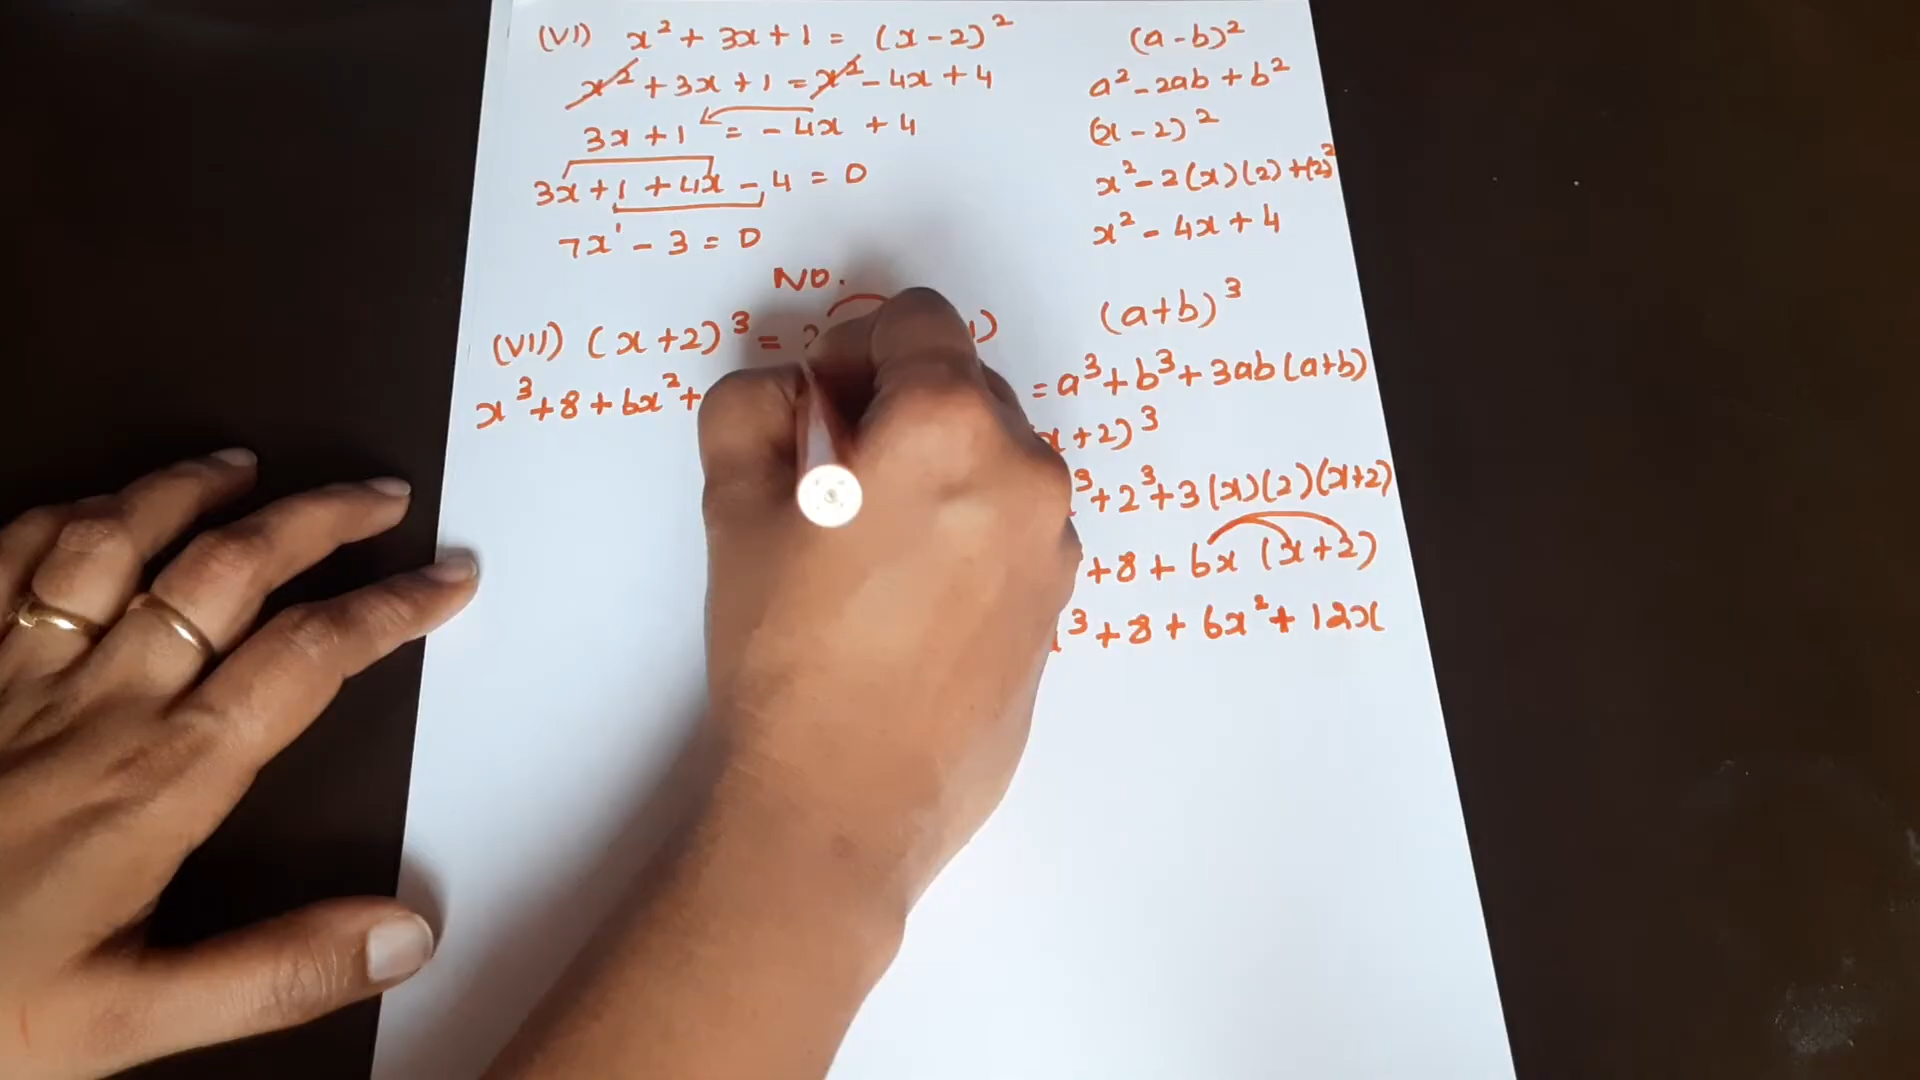 (VI) x² + 3x + 1 = (x - 2)²
x² + 3x + 1 = x² - 4x + 4
3x + 1 = - 4x + 4
3x + 1 + 4x - 4 = 0
7x¹ - 3 = 0
NO.
(VII) (x + 2)³ =
x³ + 8 + 6x² +
(a - b)²
a² - 2ab + b²
(x - 2)²
x² - 2(x)(2) + (2)²
x² - 4x + 4
(a + b)³
= a³ + b³ + 3ab(a + b)
x + 2)³
³ + 2³ + 3(x)(2)(x + 2)
+ 8 + 6x (x + 2)
³ + 8 + 6x² + 12x